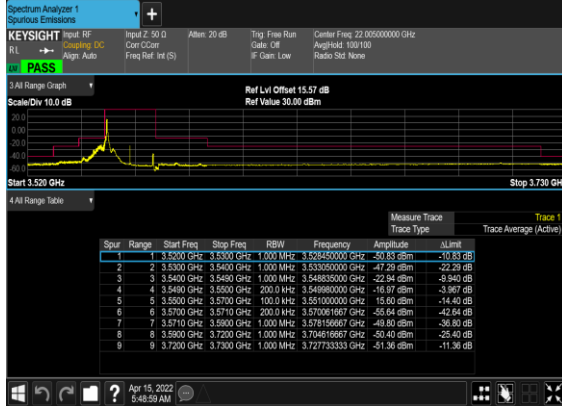 Spectrum Analyzer 1
Spurious Emissions
+
KEYSIGHT Input: RF Input Z: 50 Ω Atten: 20 dB Trig: Free Run Center Freq: 22.005000000 GHz
R L Coupling: DC Corr CCorr Gate: Off Avg|Hold: 100/100
Align: Auto Freq Ref: Int (S) IF Gain: Low Radio Std: None
PASS
3 All Range Graph
Ref Lvl Offset 15.57 dB
Scale/Div 10.0 dB Ref Value 30.00 dBm
20.0
0.00
-20.0
-40.0
-60.0
Start 3.520 GHz Stop 3.730 GH
4 All Range Table
Measure Trace Trace 1
Trace Type Trace Average (Active)
Spur Range Start Freq Stop Freq RBW Frequency Amplitude ΔLimit
1 1 3.5200 GHz 3.5300 GHz 1.000 MHz 3.528450000 GHz -50.83 dBm -10.83 dB
2 2 3.5300 GHz 3.5400 GHz 1.000 MHz 3.533050000 GHz -47.29 dBm -22.29 dB
3 3 3.5400 GHz 3.5490 GHz 1.000 MHz 3.548835000 GHz -22.94 dBm -9.940 dB
4 4 3.5490 GHz 3.5500 GHz 200.0 kHz 3.549980000 GHz -16.97 dBm -3.967 dB
5 5 3.5500 GHz 3.5700 GHz 100.0 kHz 3.551000000 GHz 15.60 dBm -14.40 dB
6 6 3.5700 GHz 3.5710 GHz 200.0 kHz 3.570061667 GHz -55.64 dBm -42.64 dB
7 7 3.5710 GHz 3.5900 GHz 1.000 MHz 3.578156667 GHz -49.80 dBm -36.80 dB
8 8 3.5900 GHz 3.7200 GHz 1.000 MHz 3.704616667 GHz -50.40 dBm -25.40 dB
9 9 3.7200 GHz 3.7300 GHz 1.000 MHz 3.727733333 GHz -51.36 dBm -11.36 dB
? Apr 15, 2022
5:48:59 AM